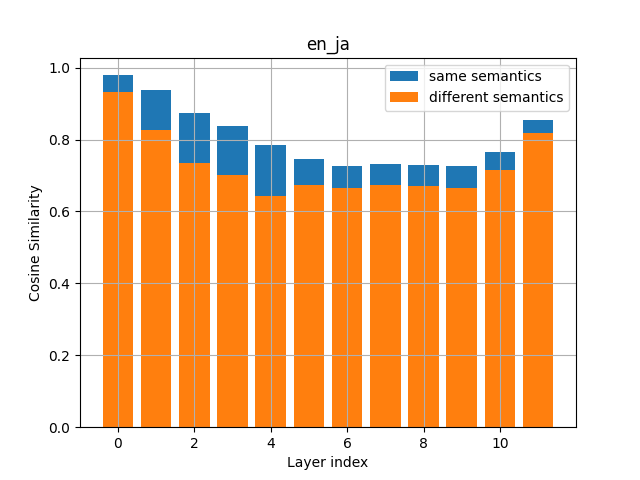 en_ja
same semantics
different semantics
1.0
0.8
0.6
0.4
0.2
0.0
Cosine Similarity
0 2 4 6 8 10
Layer index